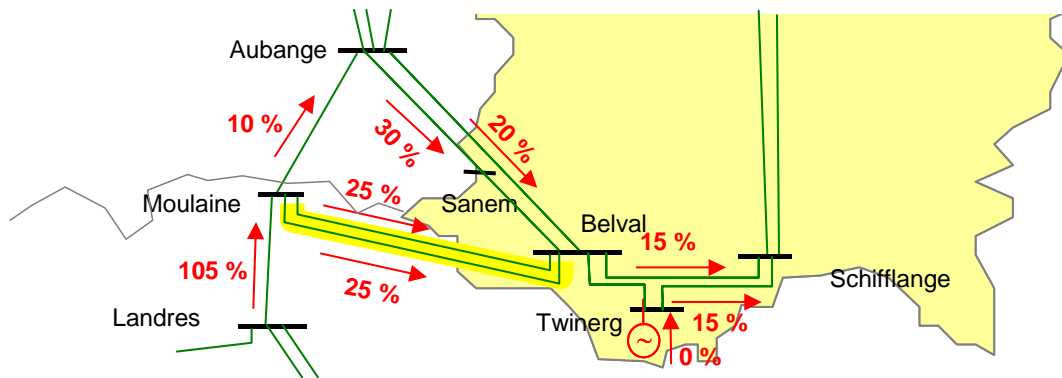 Aubange
10 %
30 %
20 %
Moulaine
25 %
Sanem
Belval
15 %
105 %
25 %
Schifflange
Landres
Twinerg
15 %
~
0 %